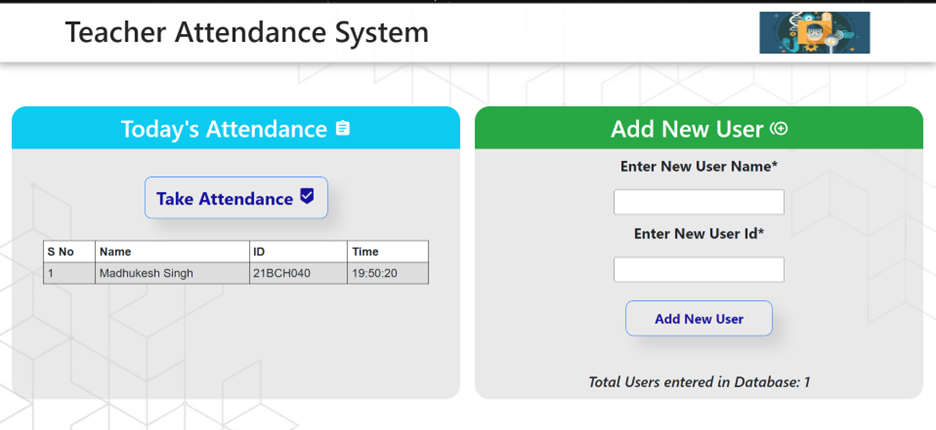 Teacher Attendance System
Today's Attendance
Take Attendance
S No Name ID Time
1 Madhukesh Singh 21BCH040 19:50:20
Add New User
Enter New User Name*
Enter New User Id*
Add New User
Total Users entered in Database: 1